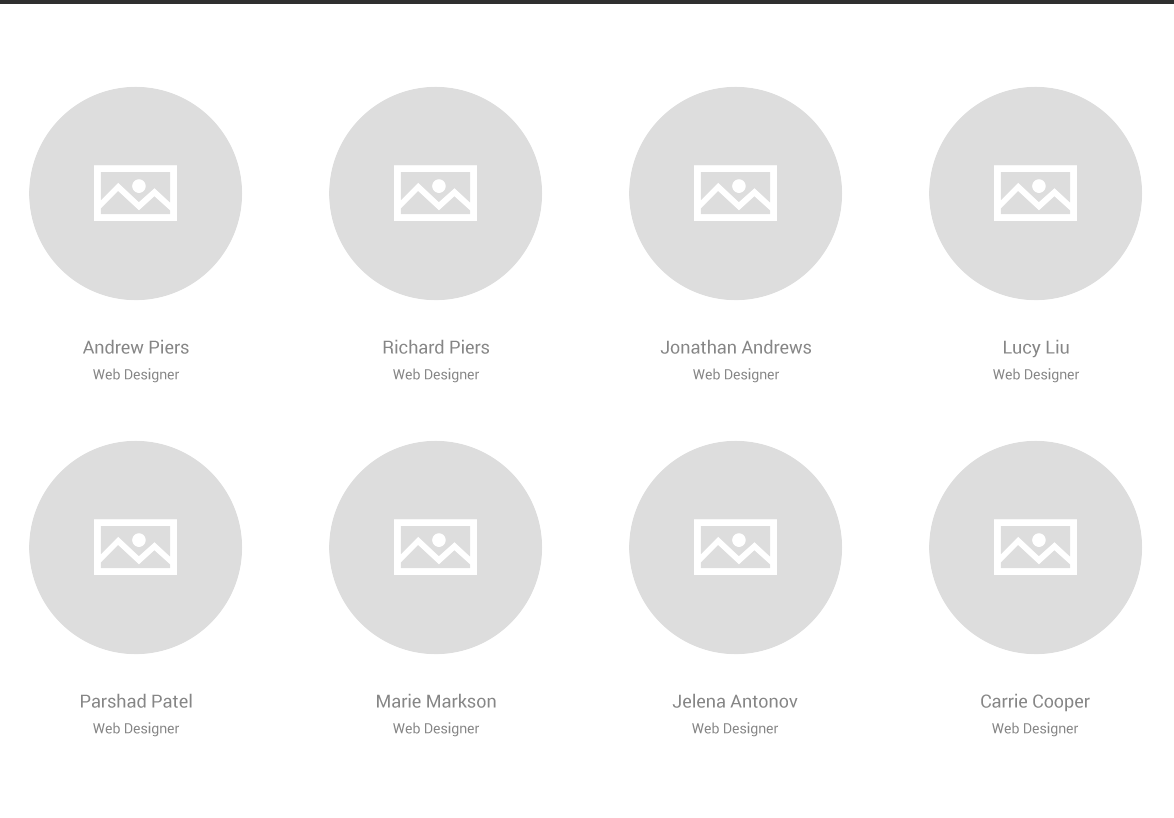 Andrew Piers
Web Designer
Richard Piers
Web Designer
Jonathan Andrews
Web Designer
Lucy Liu
Web Designer
Parshad Patel
Web Designer
Marie Markson
Web Designer
Jelena Antonov
Web Designer
Carrie Cooper
Web Designer